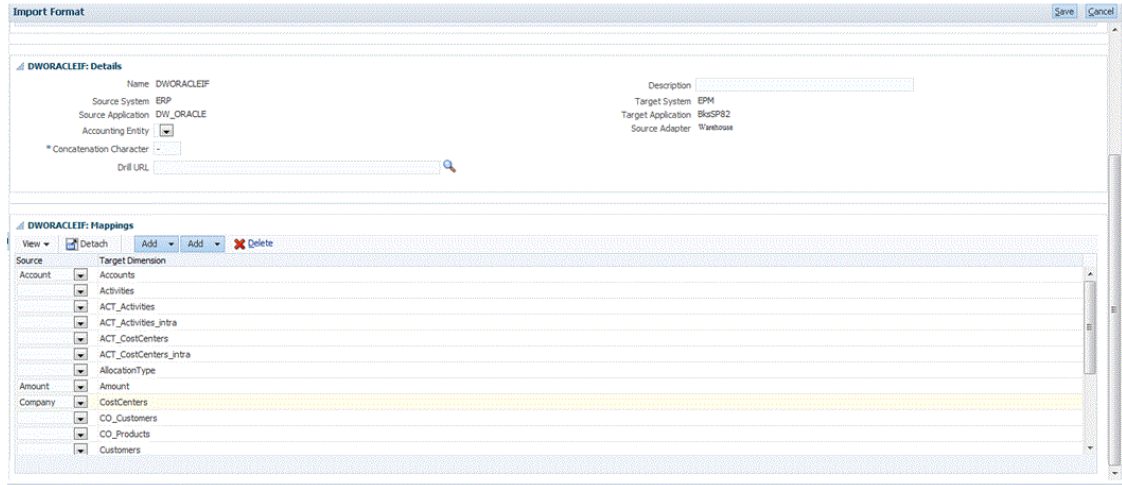 Import Format
Save Cancel
DWORACLEIF: Details
Name DWORACLEIF
Description
Source System ERP
Target System EPM
Source Application DW_ORACLE
Target Application BksSP82
Accounting Entity
Source Adapter Warehouse
* Concatenation Character -
Drill URL
DWORACLEIF: Mappings
View Detach Add Add Delete
Source Target Dimension
Account Accounts
Activities
ACT_Activities
ACT_Activities_intra
ACT_CostCenters
ACT_CostCenters_intra
AllocationType
Amount Amount
Company CostCenters
CO_Customers
CO_Products
Customers